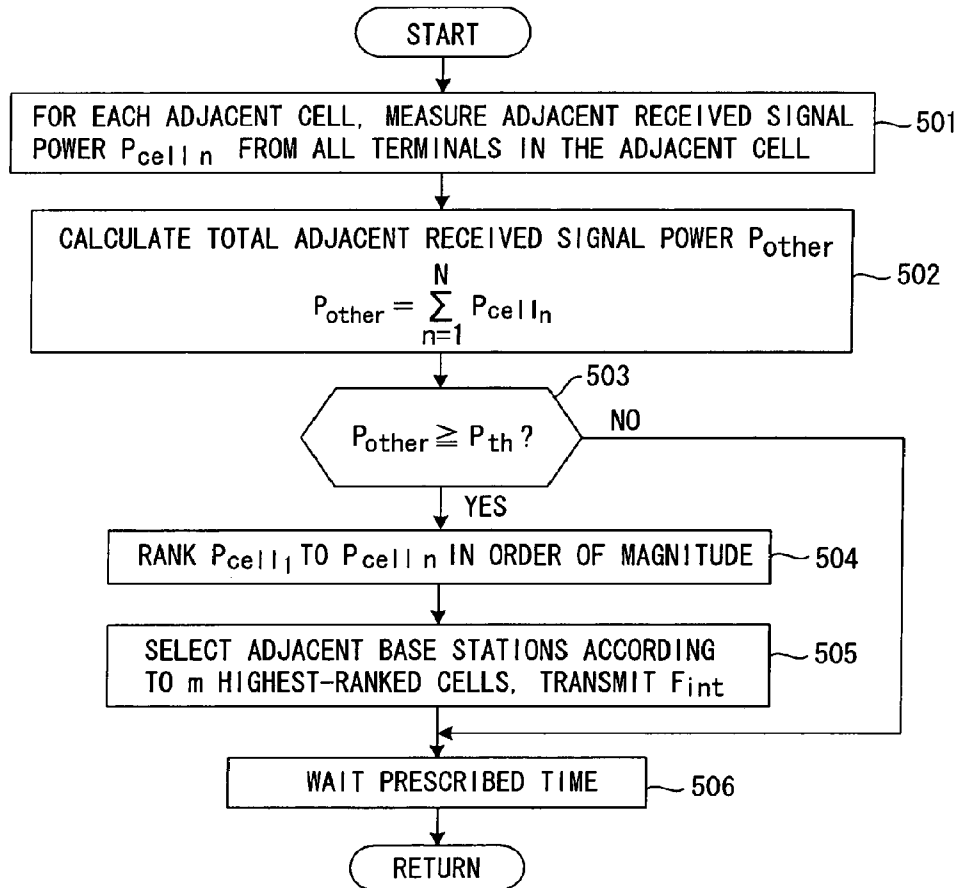 START
FOR EACH ADJACENT CELL, MEASURE ADJACENT RECEIVED SIGNAL
POWER Pcell n FROM ALL TERMINALS IN THE ADJACENT CELL
501
CALCULATE TOTAL ADJACENT RECEIVED SIGNAL POWER Pother
N
Pother = ∑ Pcelln
n=1
502
503
Pother ≧ Pth ?
NO
YES
RANK Pcell1 TO Pcell n IN ORDER OF MAGNITUDE
504
SELECT ADJACENT BASE STATIONS ACCORDING
TO m HIGHEST-RANKED CELLS, TRANSMIT Fint
505
WAIT PRESCRIBED TIME
506
RETURN